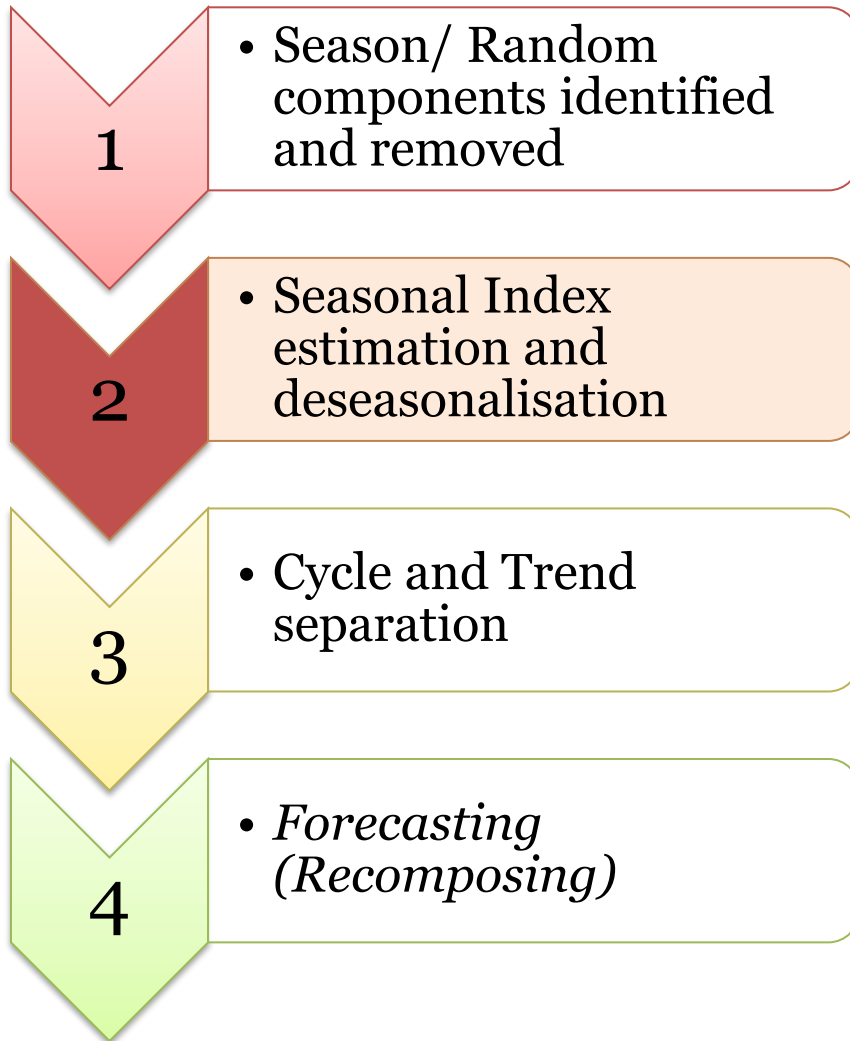 1
• Season/ Random
components identified
and removed
2
• Seasonal Index
estimation and
deseasonalisation
3
• Cycle and Trend
separation
4
• Forecasting
(Recomposing)